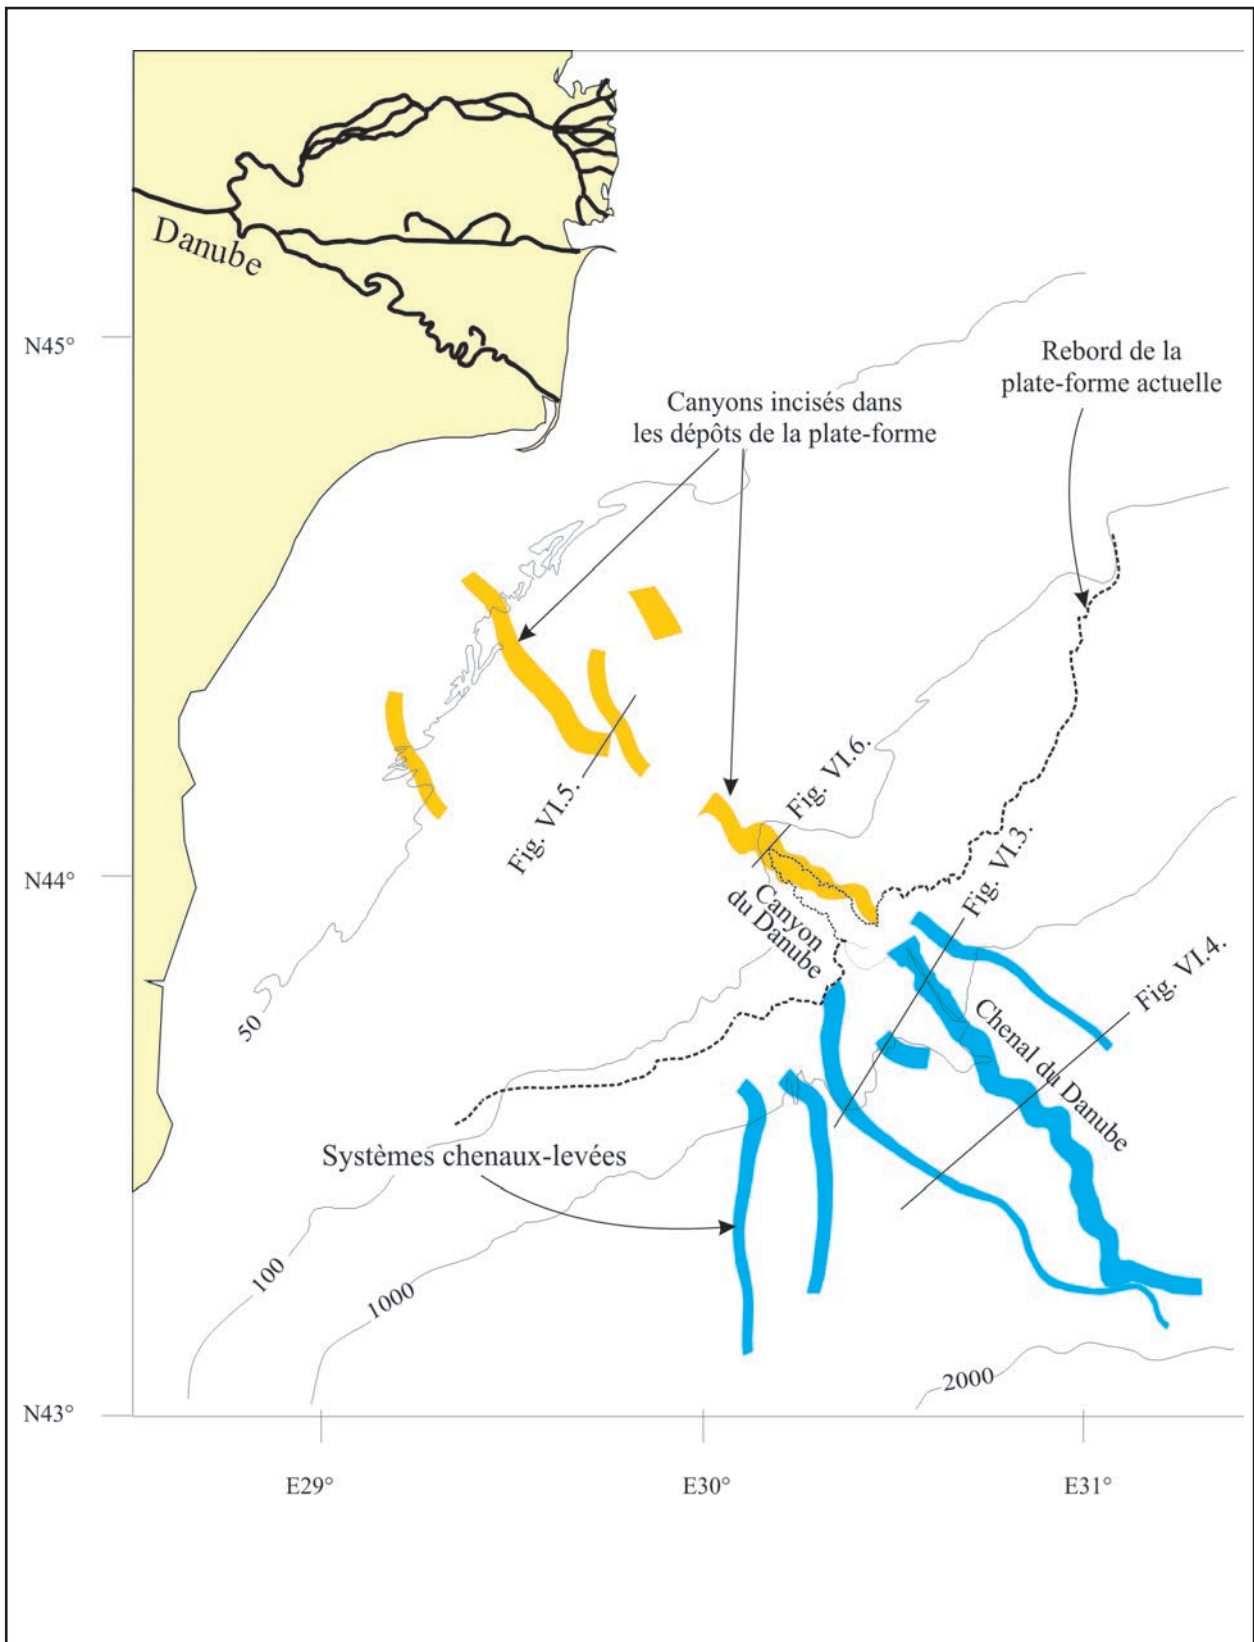 Danube
N45°
Rebord de la
plate-forme actuelle
Canyons incisés dans
les dépôts de la plate-forme
Fig. VI.5.
Fig. VI.6.
Fig. VI.3.
N44°
Canyon
du Danube
Fig. VI.4.
50
Chenal du Danube
Systèmes chenaux-levées
100
1000
2000
N43°
E29°
E30°
E31°